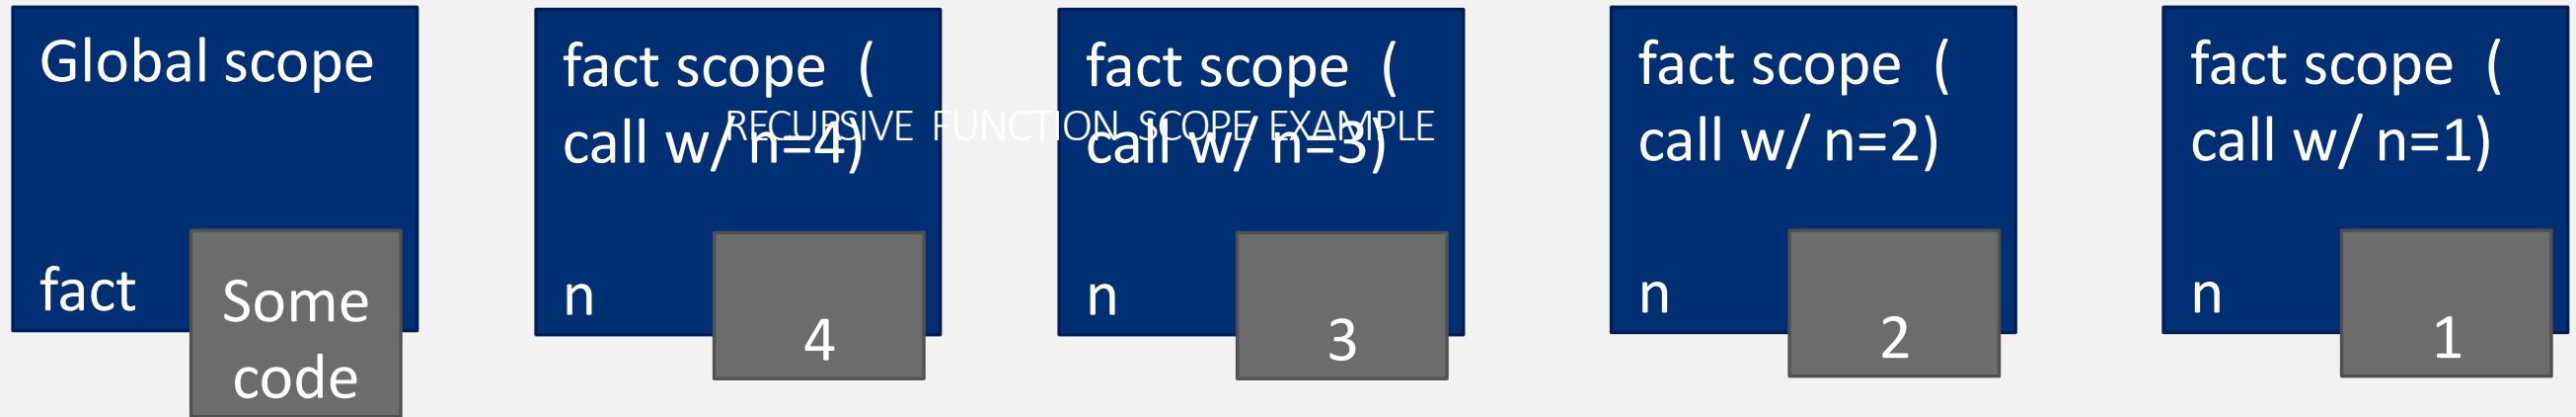 Global scope
fact
Some
code
fact scope (
call w/ n=4)
n
4
RECURSIVE FUNCTION SCOPE EXAMPLE
fact scope (
call w/ n=3)
n
3
fact scope (
call w/ n=2)
n
2
fact scope (
call w/ n=1)
n
1